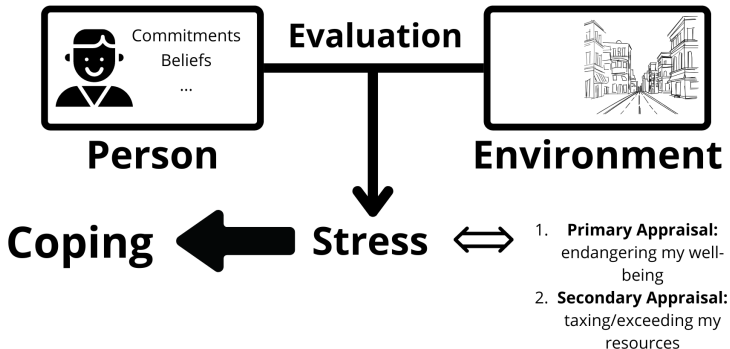 Commitments
Beliefs
...
Evaluation
Person
Environment
Coping
Stress
1. Primary Appraisal:
endangering my well-
being
2. Secondary Appraisal:
taxing/exceeding my
resources